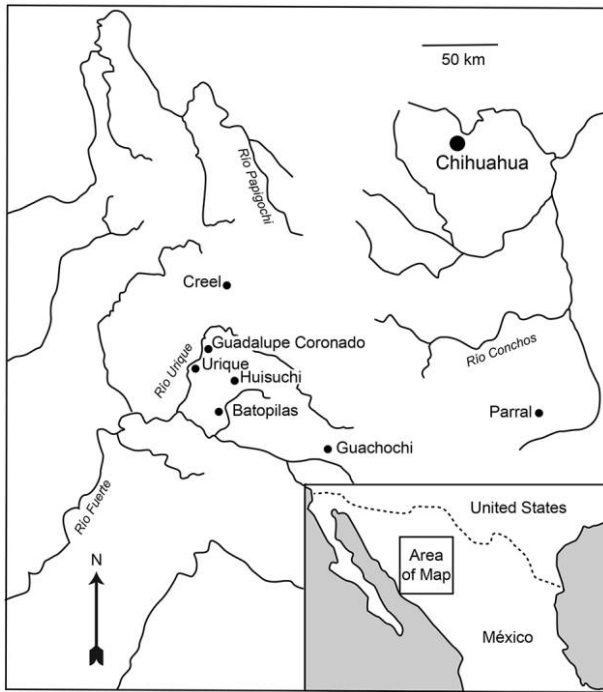 50 km
Chihuahua
Río Papigochi
Creel
Guadalupe Coronado
Río Urique
Urique
Huisuchi
Río Conchos
Batopilas
Parral
Guachochi
Río Fuerte
N
United States
Area
of Map
México